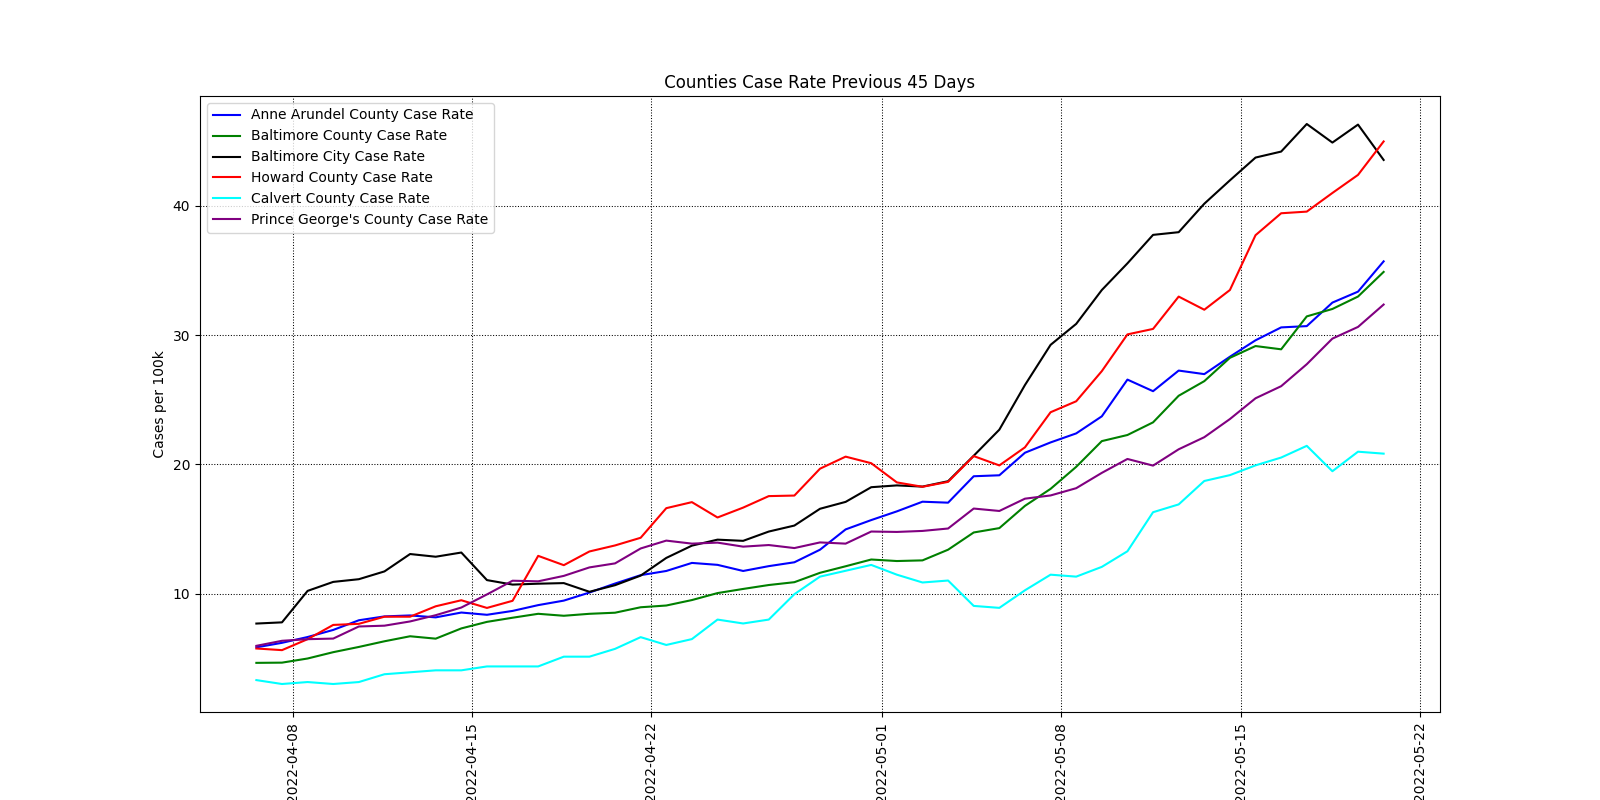 Counties Case Rate Previous 45 Days
Anne Arundel County Case Rate
Baltimore County Case Rate
Baltimore City Case Rate
Howard County Case Rate
Calvert County Case Rate
Prince George's County Case Rate
Cases per 100k
40
30
20
10
2022-04-08
2022-04-15
2022-04-22
2022-05-01
2022-05-08
2022-05-15
2022-05-22